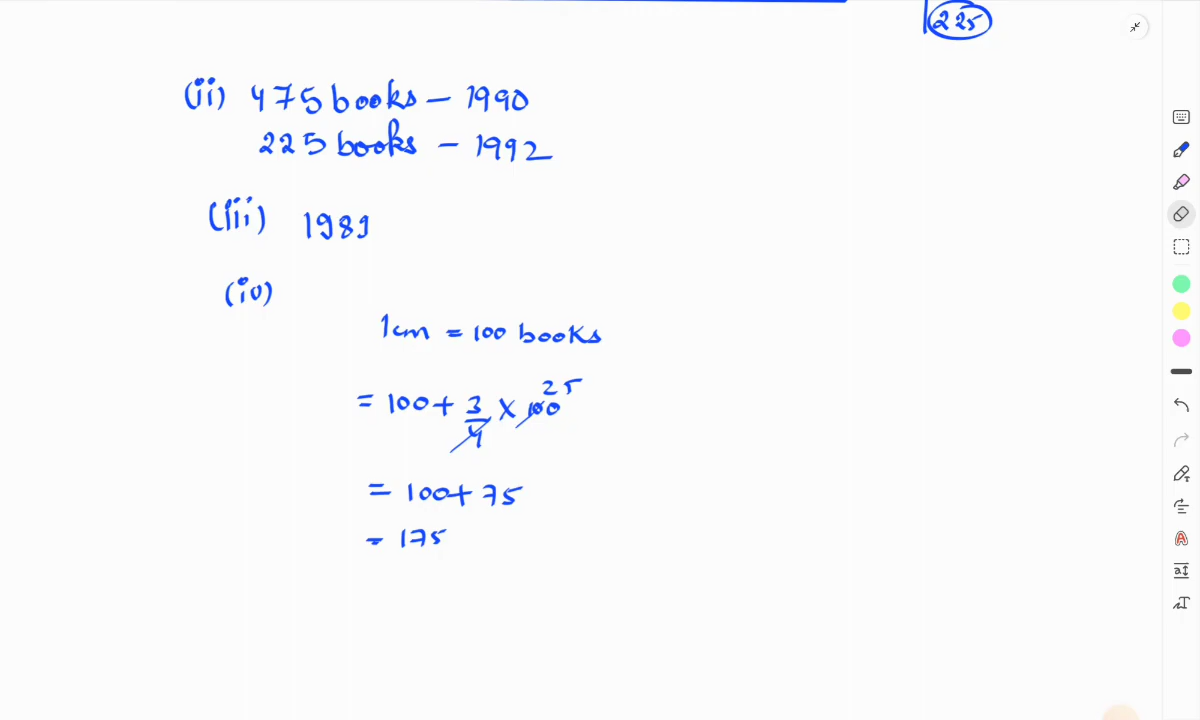 225
(ii) 475 books - 1990
225 books - 1992
(iii) 1989
(iv)
1cm = 100 books
= 100 + 3/4 × 100 25
= 100 + 75
= 175